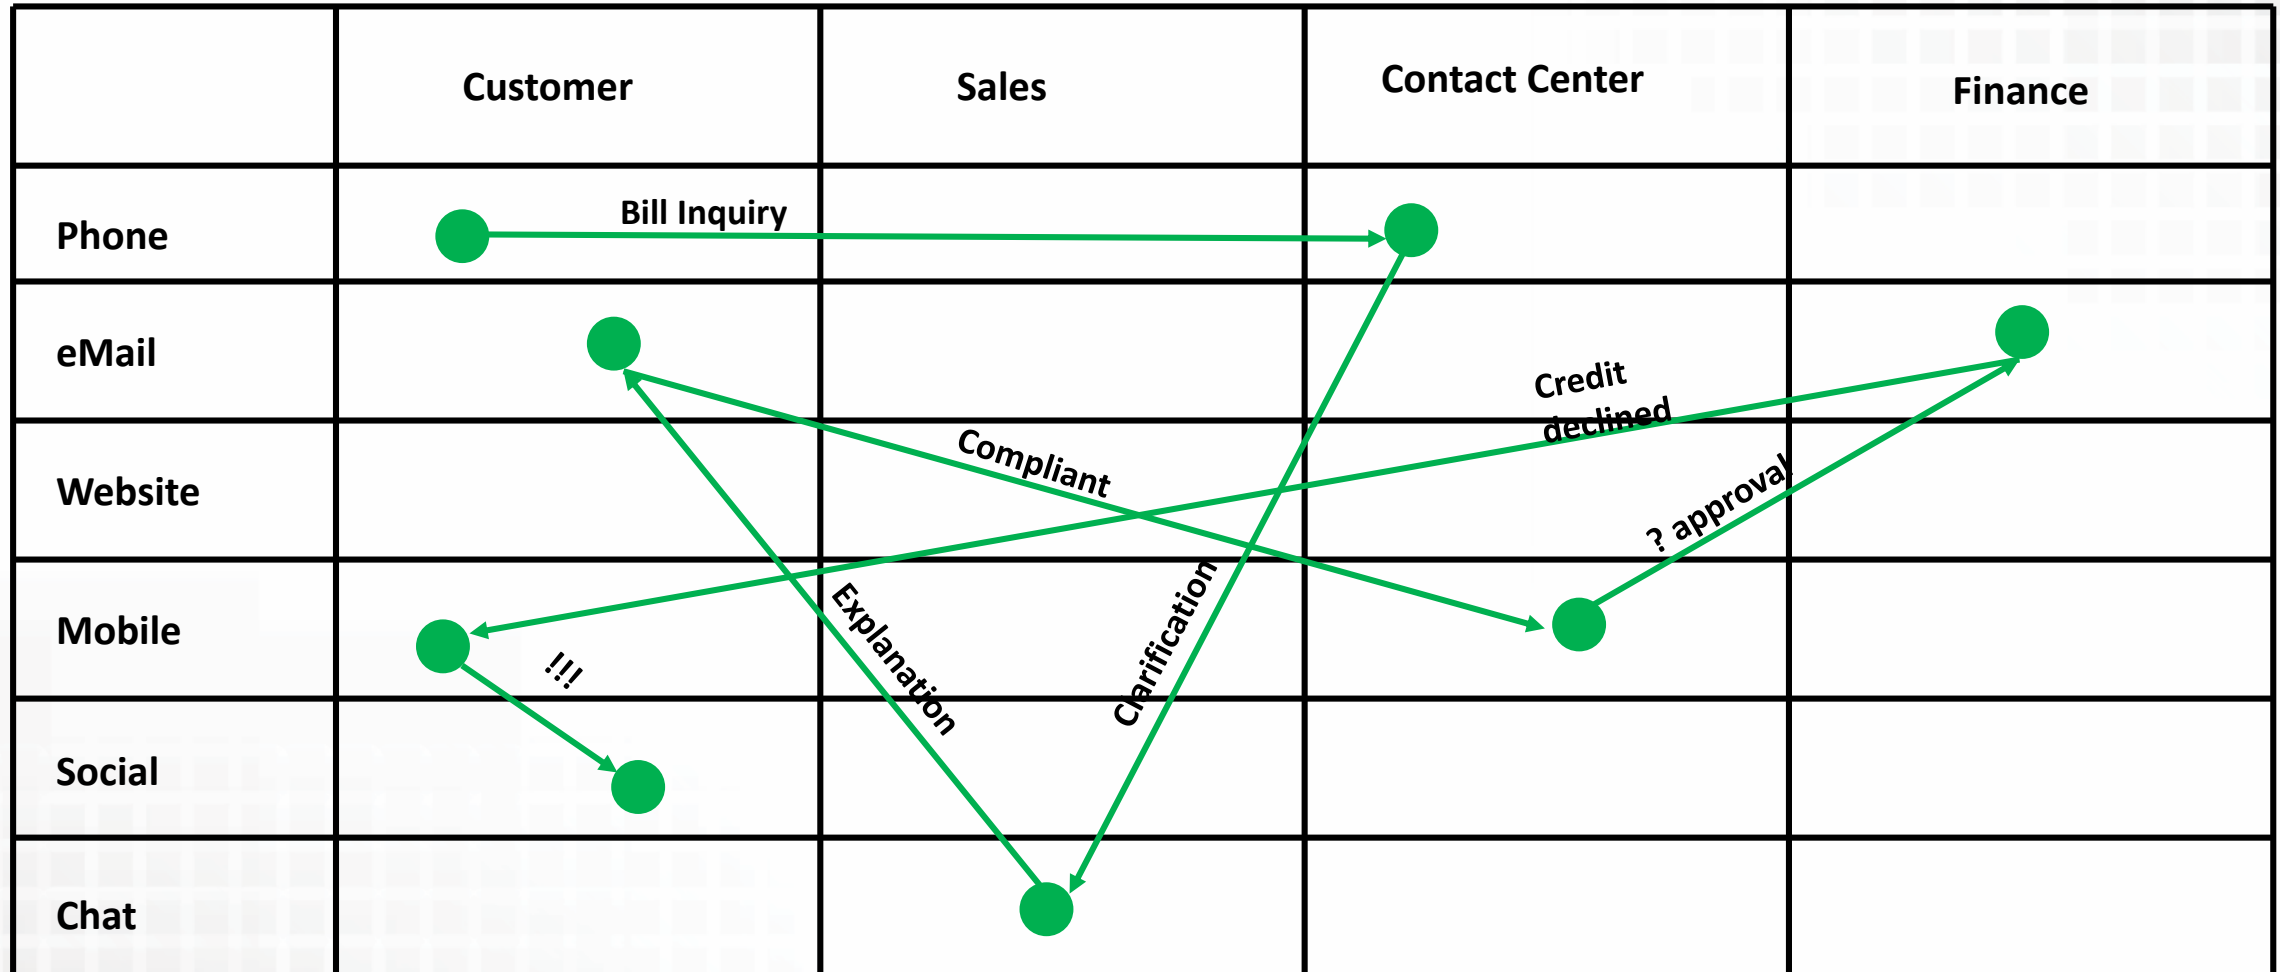 Customer
Sales
Contact Center
Finance
Phone
Bill Inquiry
eMail
Credit
declined
Website
Compliant
? approval
Mobile
!!!
Explanation
Clarification
Social
Chat